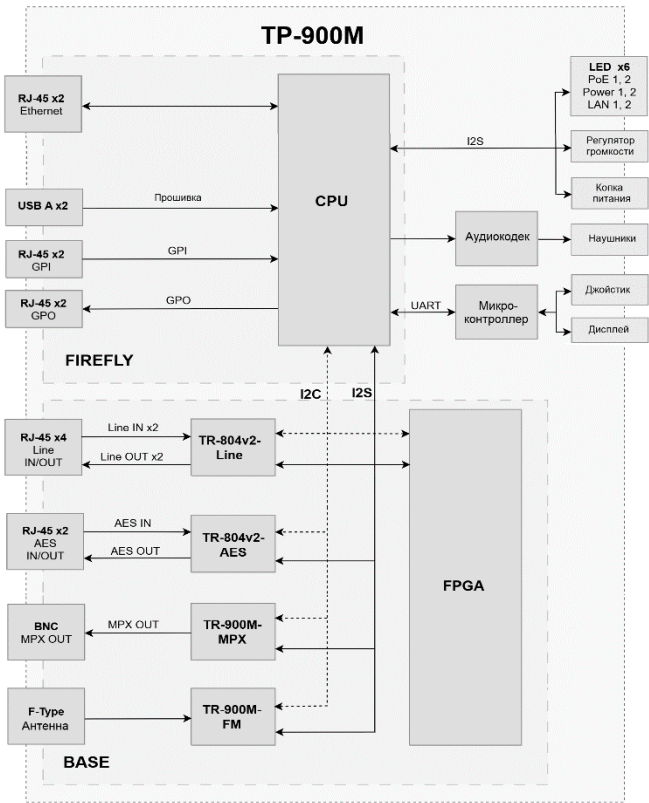 TP-900M
RJ-45 x2
Ethernet
USB A x2
RJ-45 x2
GPI
RJ-45 x2
GPO
Прошивка
GPI
GPO
CPU
FIREFLY
I2S
LED x6
PoE 1, 2
Power 1, 2
LAN 1, 2
Регулятор
громкости
Копка
питания
Аудиокодек
Наушники
UART
Микро-
контроллер
Джойстик
Дисплей
I2C
I2S
RJ-45 x4
Line
IN/OUT
Line IN x2
Line OUT x2
TR-804v2-
Line
RJ-45 x2
AES
IN/OUT
AES IN
AES OUT
TR-804v2-
AES
BNC
MPX OUT
MPX OUT
TR-900M-
MPX
F-Type
Антенна
TR-900M-
FM
FPGA
BASE